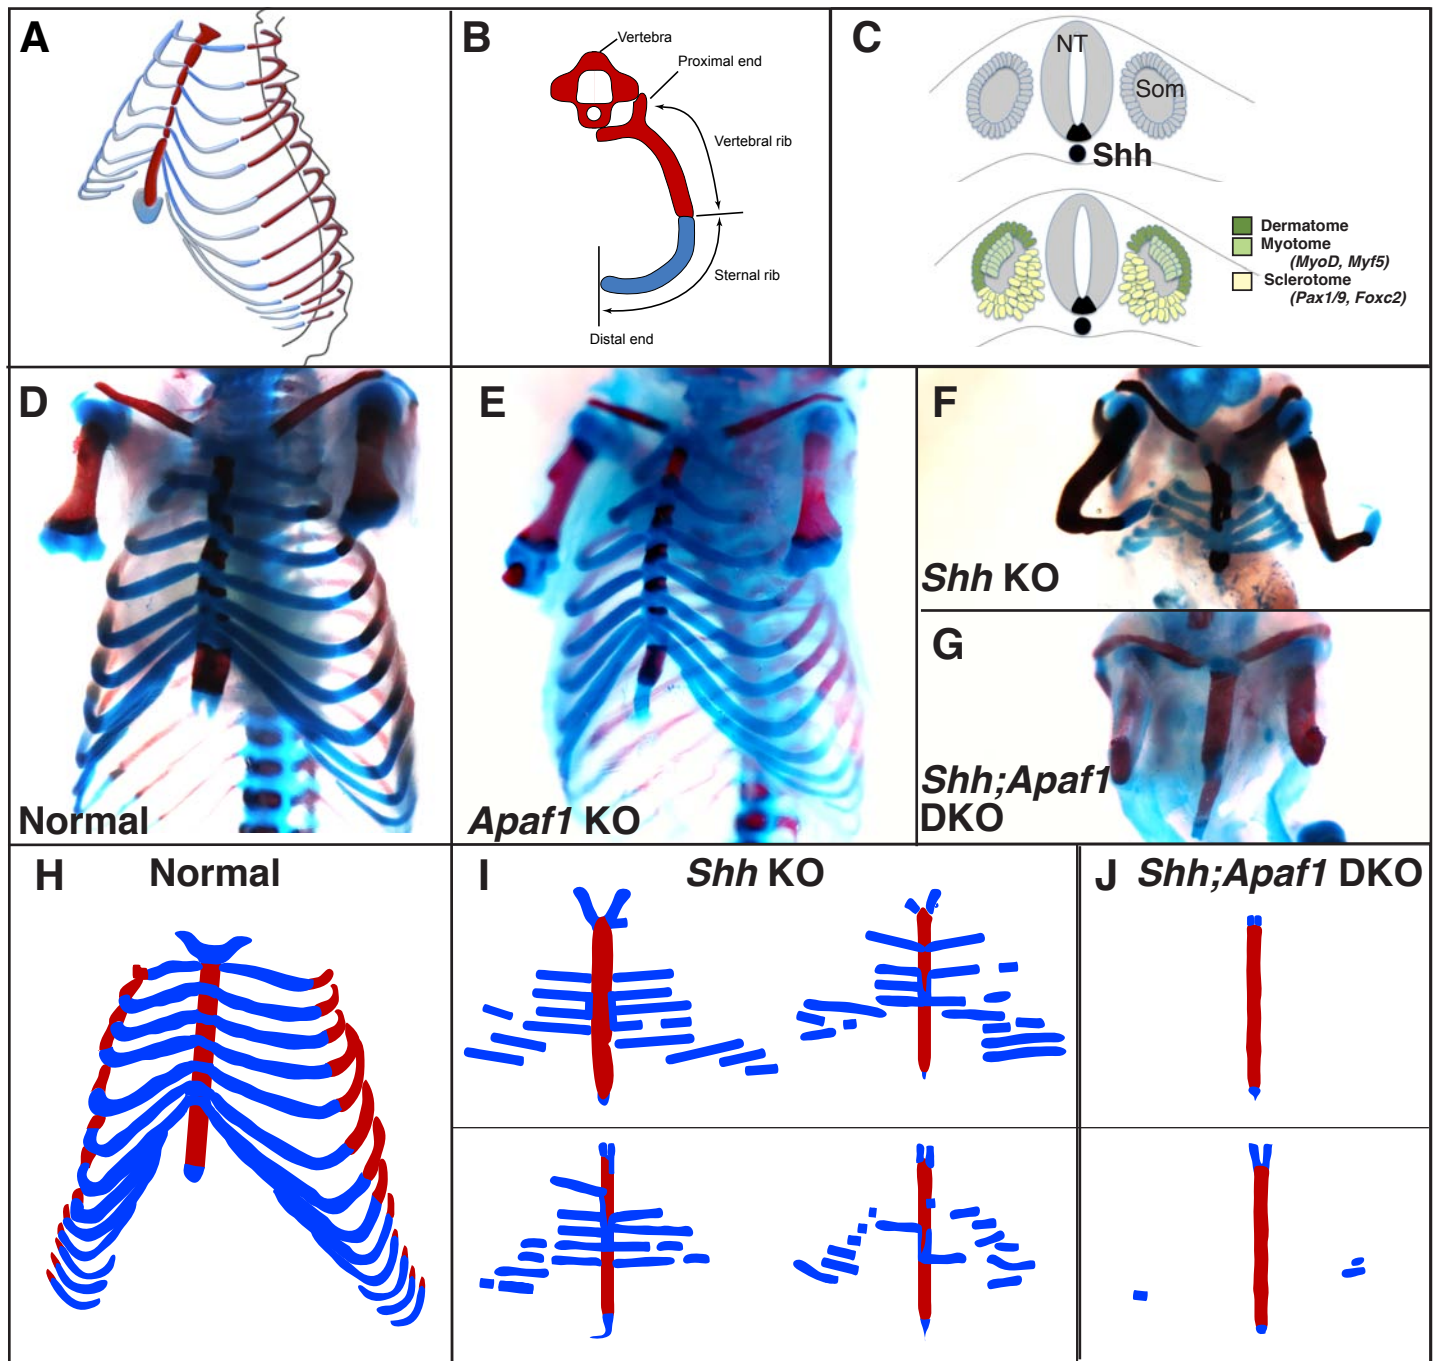 A
B
Vertebra
Proximal end
Vertebral rib
Sternal rib
Distal end
C
NT
Som
Shh
Dermatome
Myotome
(MyoD, Myf5)
Sclerotome
(Pax1/9, Foxc2)
D
Normal
E
Apaf1 KO
F
Shh KO
G
Shh;Apaf1
DKO
H
Normal
I
Shh KO
J
Shh;Apaf1 DKO